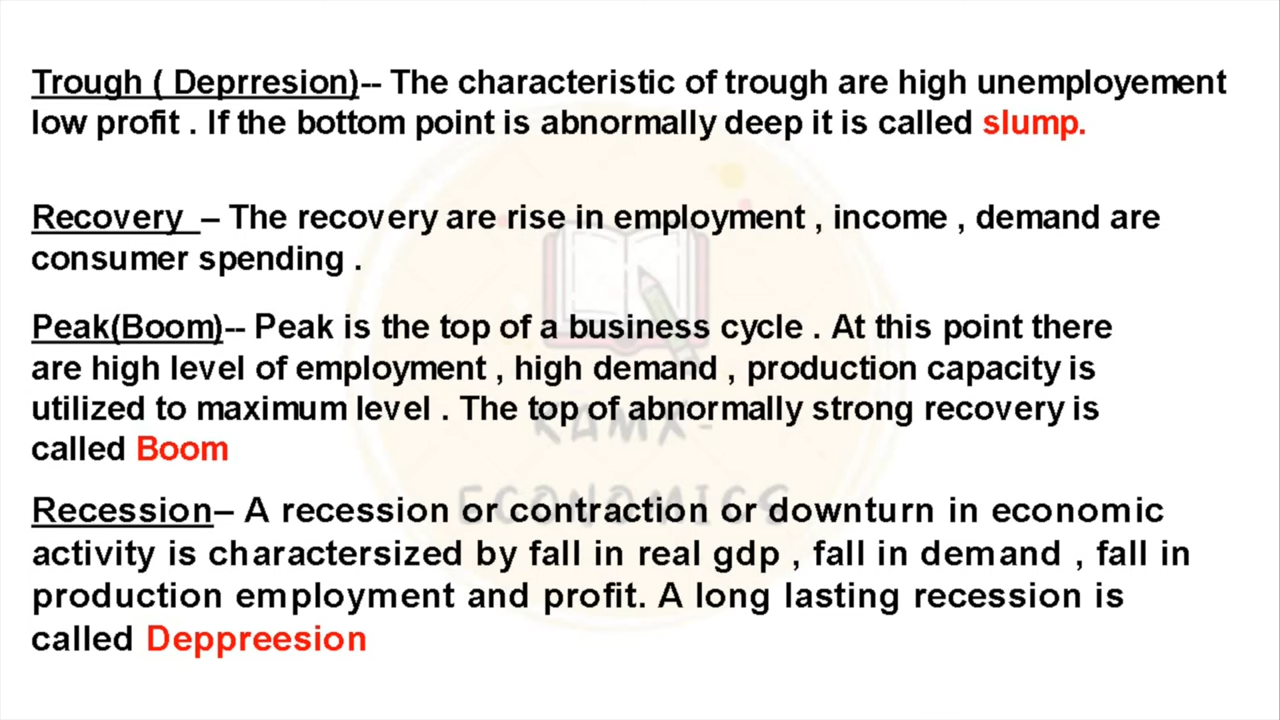 Trough ( Deprresion)-- The characteristic of trough are high unemployement
low profit . If the bottom point is abnormally deep it is called slump.
Recovery – The recovery are rise in employment , income , demand are
consumer spending .
Peak(Boom)-- Peak is the top of a business cycle . At this point there
are high level of employment , high demand , production capacity is
utilized to maximum level . The top of abnormally strong recovery is
called Boom
RAMX-
ECONOMICS
Recession– A recession or contraction or downturn in economic
activity is charactersized by fall in real gdp , fall in demand , fall in
production employment and profit. A long lasting recession is
called Deppreesion